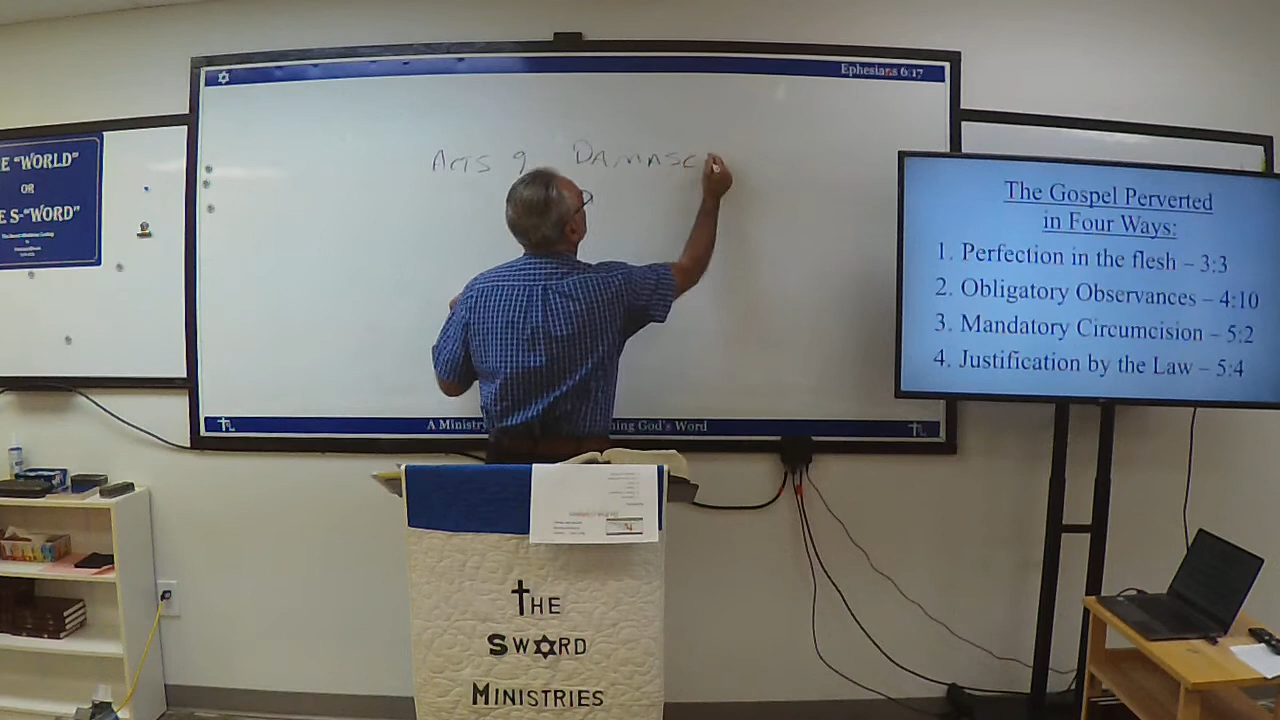 E "WORLD"
OR
E S-"WORD"
Ephesians 6:17
Acts 9 Damasc
A Ministry
ning God's Word
The Gospel Perverted
in Four Ways:
1. Perfection in the flesh – 3:3
2. Obligatory Observances – 4:10
3. Mandatory Circumcision – 5:2
4. Justification by the Law – 5:4
THE
SWORD
MINISTRIES